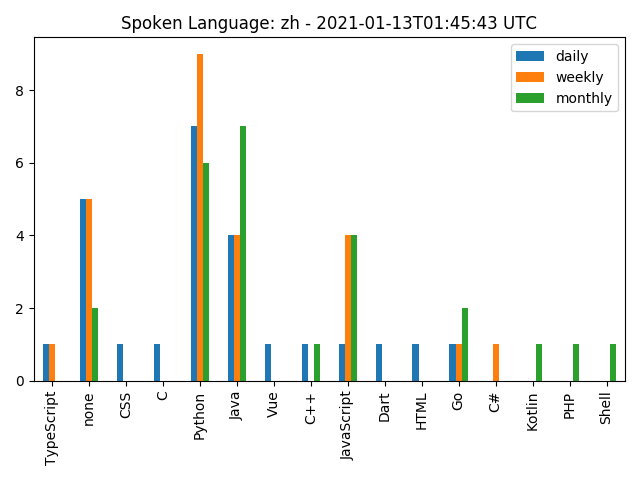 Spoken Language: zh - 2021-01-13T01:45:43 UTC
daily
weekly
monthly
8
6
4
2
0
TypeScript
none
CSS
C
Python
Java
Vue
C++
JavaScript
Dart
HTML
Go
C#
Kotlin
PHP
Shell